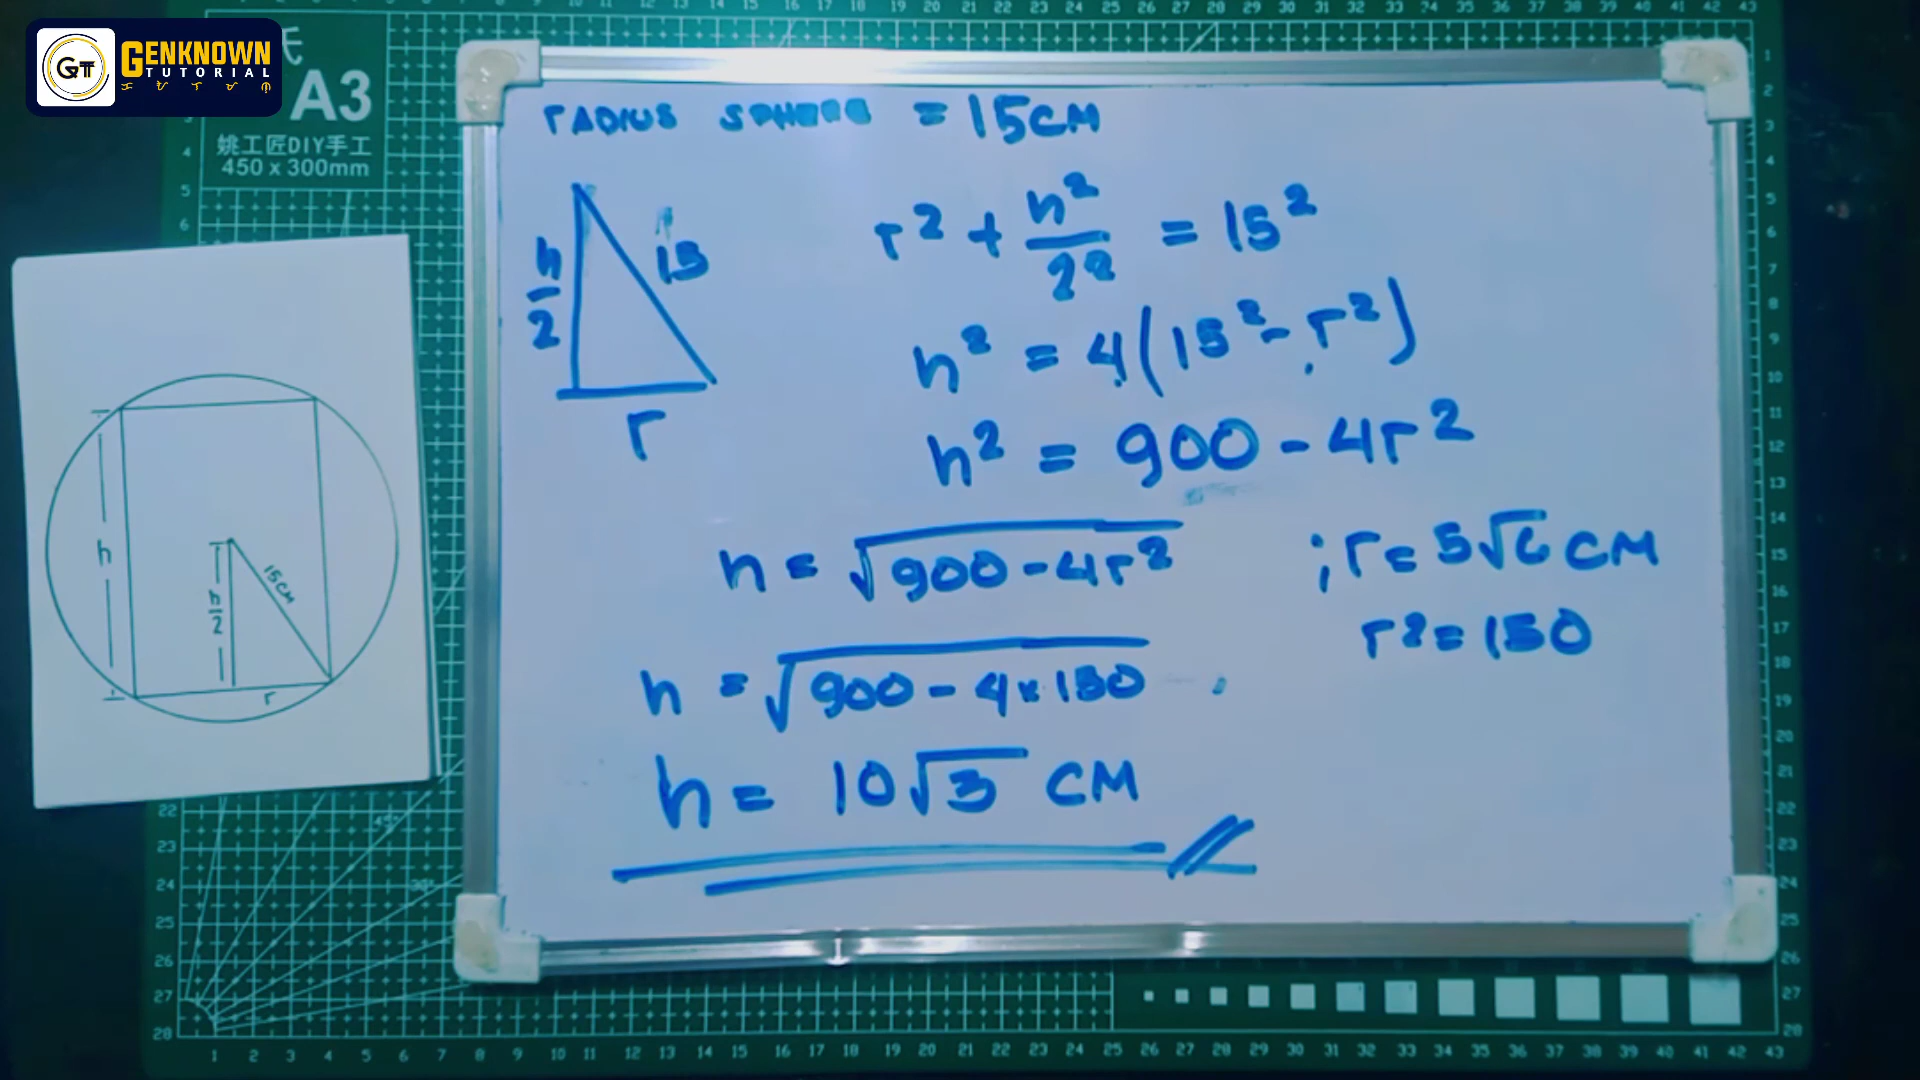 GT GENKNOWN
TUTORIAL
A3
姚工匠DIY手工
450 x 300mm
RADIUS SPHERE = 15CM
h/2
15
r
r² + h²/2² = 15²
h² = 4(15² - r²)
h² = 900 - 4r²
h = √900 - 4r² ; r = 5√6 CM
r² = 150
h = √900 - 4 x 150
h = 10√3 CM
h
h/2
15CM
r